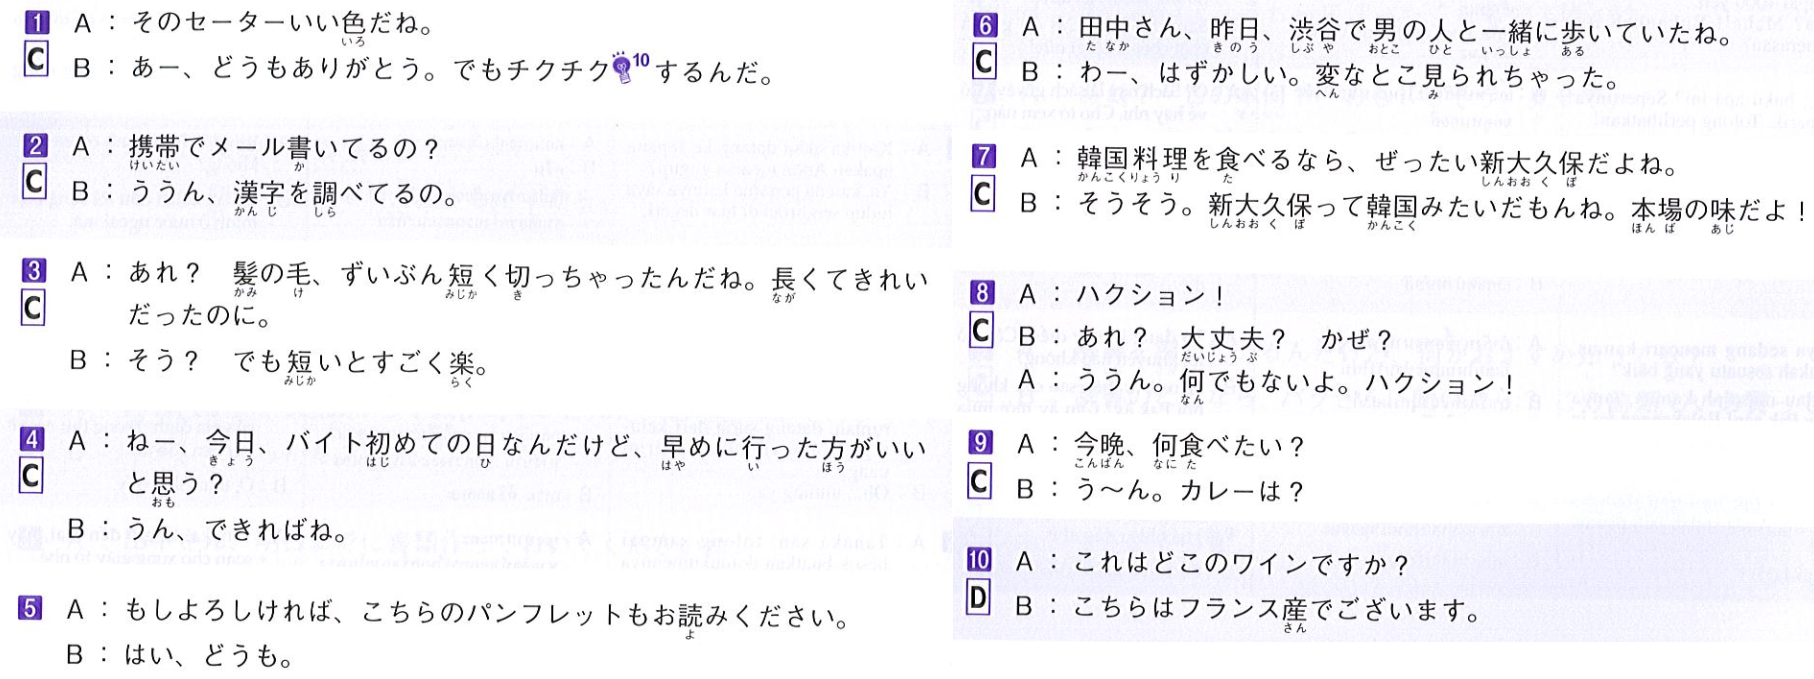 1 A：そのセーターいい色だね。
いろ
C B：あー、どうもありがとう。でもチクチク10するんだ。
2 A：携帯でメール書いてるの？
けいたい か
C B：ううん、漢字を調べてるの。
かんじ しら
3 A：あれ？ 髪の毛、ずいぶん短く切っちゃったんだね。長くてきれい
かみ け みじか き なが
C だったのに。
B：そう？ でも短いとすごく楽。
みじか らく
4 A：ねー、今日、バイト初めての日なんだけど、早めに行った方がいい
きょう はじ ひ はや い ほう
C と思う？
おも
B：うん、できればね。
5 A：もしよろしければ、こちらのパンフレットもお読みください。
よ
B：はい、どうも。
6 A：田中さん、昨日、渋谷で男の人と一緒に歩いていたね。
たなか きのう しぶや おとこ ひと いっしょ ある
C B：わー、はずかしい。変なとこ見られちゃった。
へん み
7 A：韓国料理を食べるなら、ぜったい新大久保だよね。
かんこくりょうり た しんおおくぼ
C B：そうそう。新大久保って韓国みたいだもんね。本場の味だよ！
しんおおくぼ かんこく ほんば あじ
8 A：ハクション！
C B：あれ？ 大丈夫？ かぜ？
だいじょうぶ
A：ううん。何でもないよ。ハクション！
なん
9 A：今晩、何食べたい？
こんばん なにた
C B：う～ん。カレーは？
10 A：これはどこのワインですか？
D B：こちらはフランス産でございます。
さん